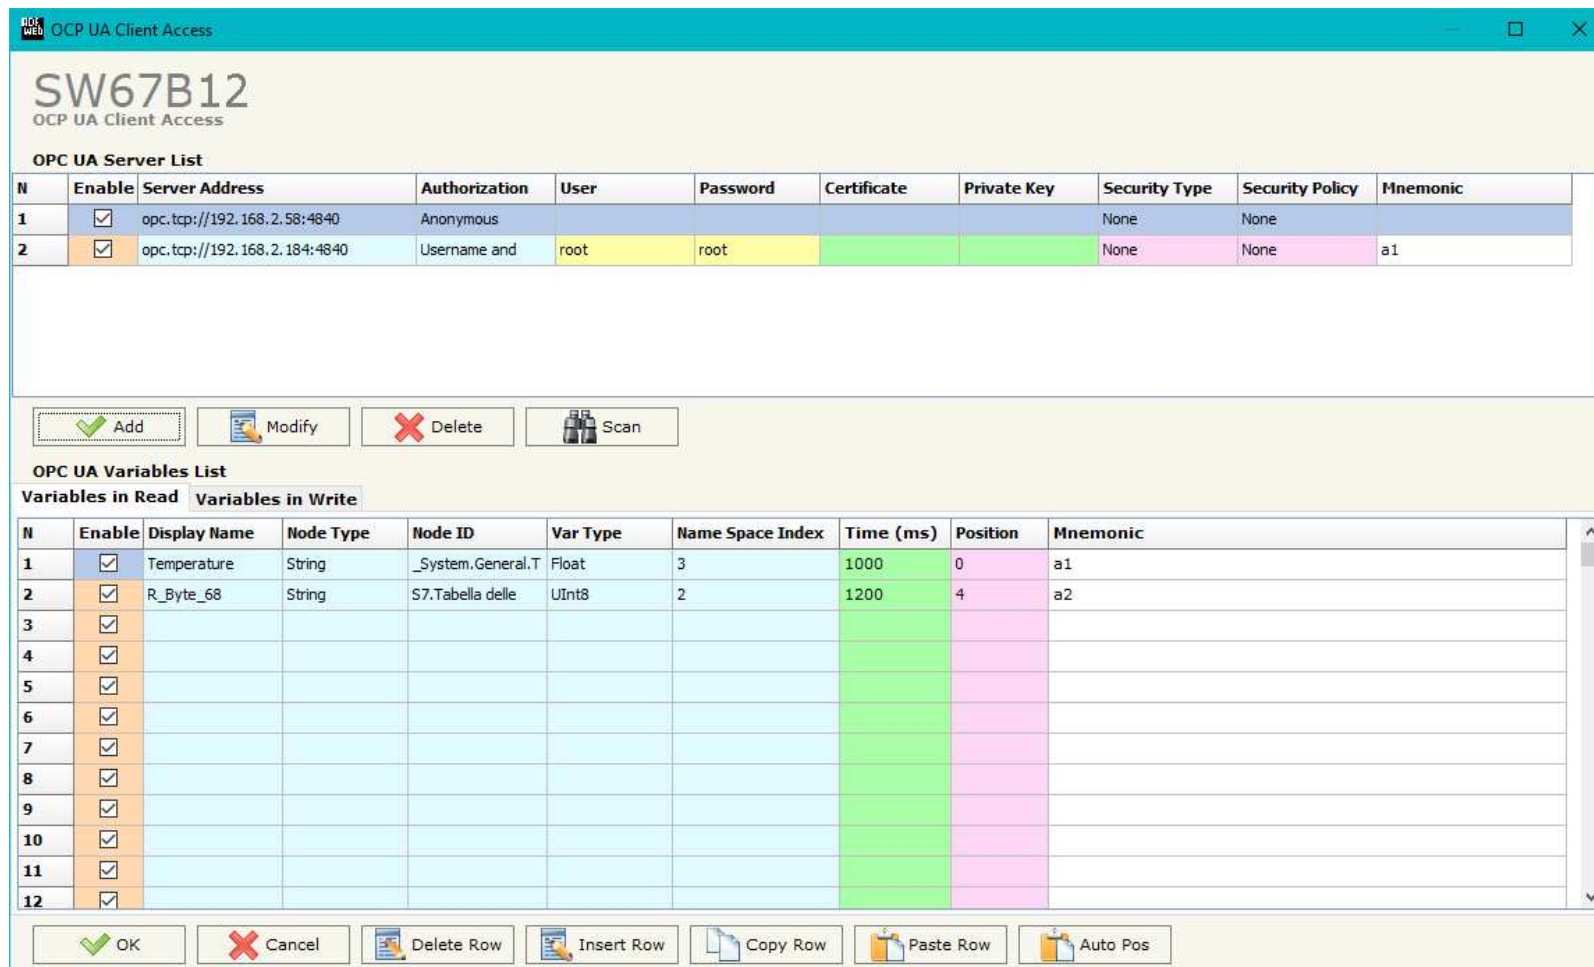 ADF WEB OCP UA Client Access
SW67B12
OCP UA Client Access
OPC UA Server List
N Enable Server Address Authorization User Password Certificate Private Key Security Type Security Policy Mnemonic
1 opc.tcp://192.168.2.58:4840 Anonymous None None
2 opc.tcp://192.168.2.184:4840 Username and root root None None a1
Add Modify Delete Scan
OPC UA Variables List
Variables in Read Variables in Write
N Enable Display Name Node Type Node ID Var Type Name Space Index Time (ms) Position Mnemonic
1 Temperature String _System.General.T Float 3 1000 0 a1
2 R_Byte_68 String S7.Tabella delle UInt8 2 1200 4 a2
3
4
5
6
7
8
9
10
11
12
OK Cancel Delete Row Insert Row Copy Row Paste Row Auto Pos